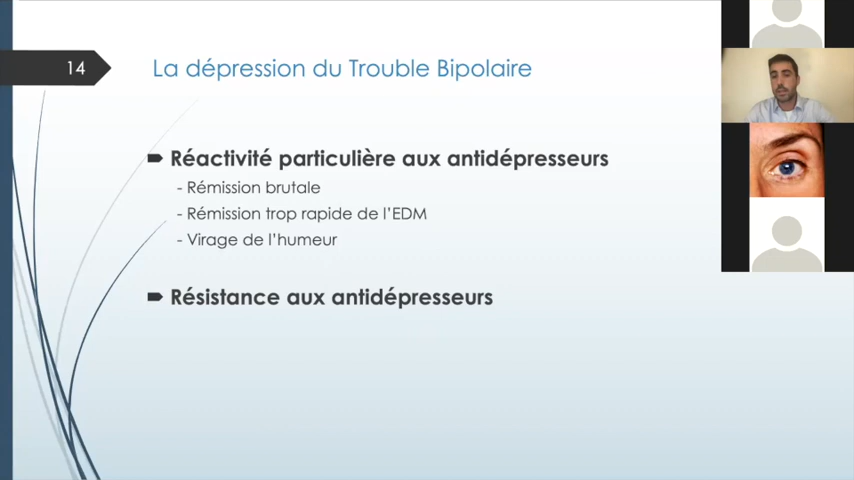 14
La dépression du Trouble Bipolaire
Réactivité particulière aux antidépresseurs
- Rémission brutale
- Rémission trop rapide de l’EDM
- Virage de l’humeur
Résistance aux antidépresseurs